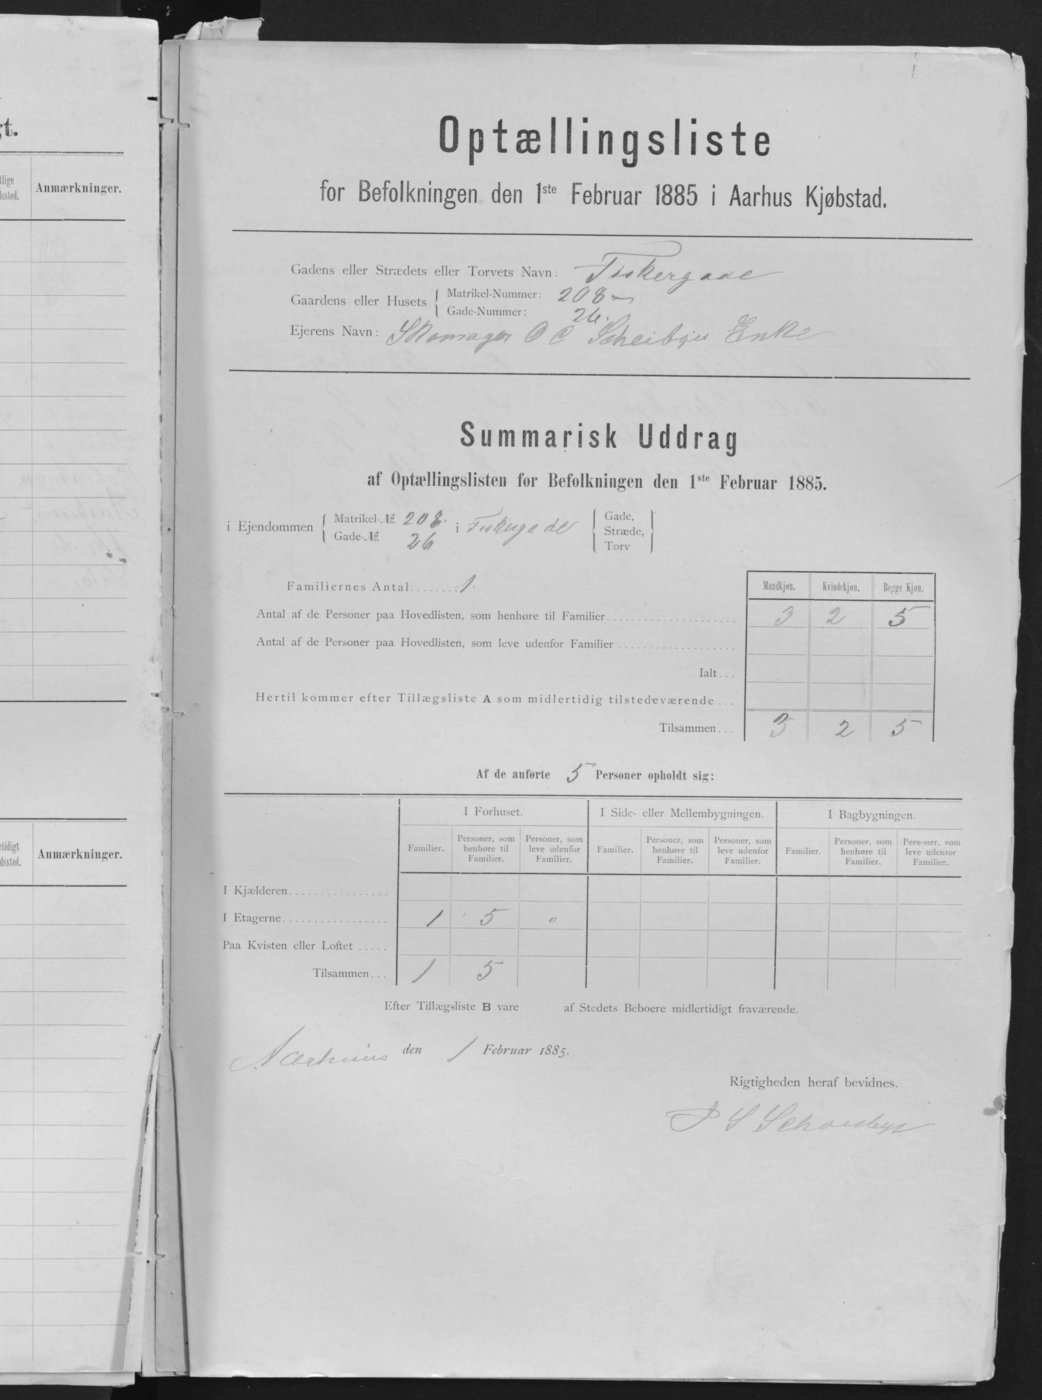 gt.
tlige
lssted.
Anmærkninger.
rtidigt
dssted.
Anmærkninger.
Optællingsliste
for Befolkningen den 1ste Februar 1885 i Aarhus Kjøbstad.
Gadens eller Strædets eller Torvets Navn: Fiskergade
Gaardens eller Husets { Matrikel-Nummer: 208
Gade-Nummer: 26.
Ejerens Navn: Skomager O C Enke
Summarisk Uddrag
af Optællingslisten for Befolkningen den 1ste Februar 1885.
i Ejendommen { Matrikel-№ 208. i Fiskergade { Gade,
Gade-№ 26 Stræde,
Torv
Familiernes Antal........1.
Mandkjøn. Kvindekjøn. Begge Kjøn.
Antal af de Personer paa Hovedlisten, som henhøre til Familier 3 2 5
Antal af de Personer paa Hovedlisten, som leve udenfor Familier
Ialt...
Hertil kommer efter Tillægsliste A som midlertidig tilstedeværende ...
Tilsammen... 3 2 5
Af de anførte 5 Personer opholdt sig:
I Forhuset. I Side- eller Mellembygningen. I Bagbygningen.
Familier. Personer, som henhøre til Familier. Personer, som leve udenfor Familier. Familier. Personer, som henhøre til Familier. Personer, som leve udenfor Familier. Familier. Personer, som henhøre til Familier. Personer, som leve udenfor Familier.
I Kjælderen
I Etagerne 1 5 0
Paa Kvisten eller Loftet
Tilsammen... 1 5
Efter Tillægsliste B vare af Stedets Beboere midlertidigt fraværende.
Aarhuus den 1 Februar 1885.
Rigtigheden heraf bevidnes.